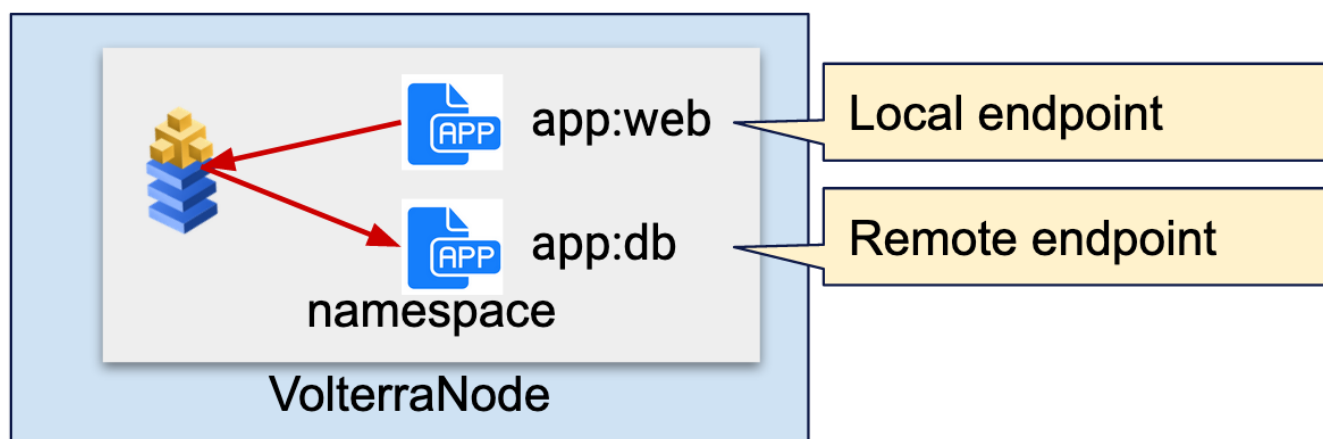 APP
app:web
Local endpoint
APP
app:db
Remote endpoint
namespace
VolterraNode